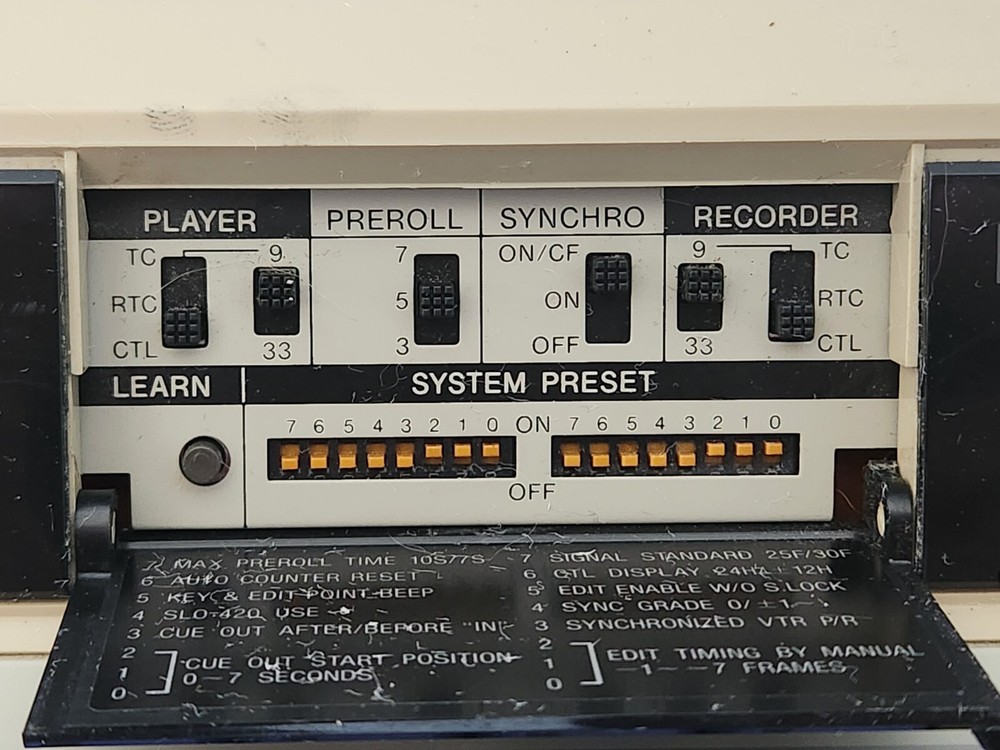 PLAYER PREROLL SYNCHRO RECORDER
TC 9 7 ON/CF 9 TC
RTC 5 ON RTC
CTL 33 3 OFF 33 CTL
LEARN SYSTEM PRESET
7 6 5 4 3 2 1 0 ON 7 6 5 4 3 2 1 0
OFF
7 MAX PREROLL TIME 10S/7S
6 AUTO COUNTER RESET
5 KEY & EDIT POINT BEEP
4 SLO-420 USE
3 CUE OUT AFTER/BEFORE "IN"
2
1 CUE OUT START POSITION
0 0~7 SECONDS
7 SIGNAL STANDARD 25F/30F
6 CTL DISPLAY 24H/±12H
5 EDIT ENABLE W/O S.LOCK
4 SYNC GRADE 0/±1
3 SYNCHRONIZED VTR P/R
2
1 EDIT TIMING BY MANUAL
0 -1~-7 FRAMES